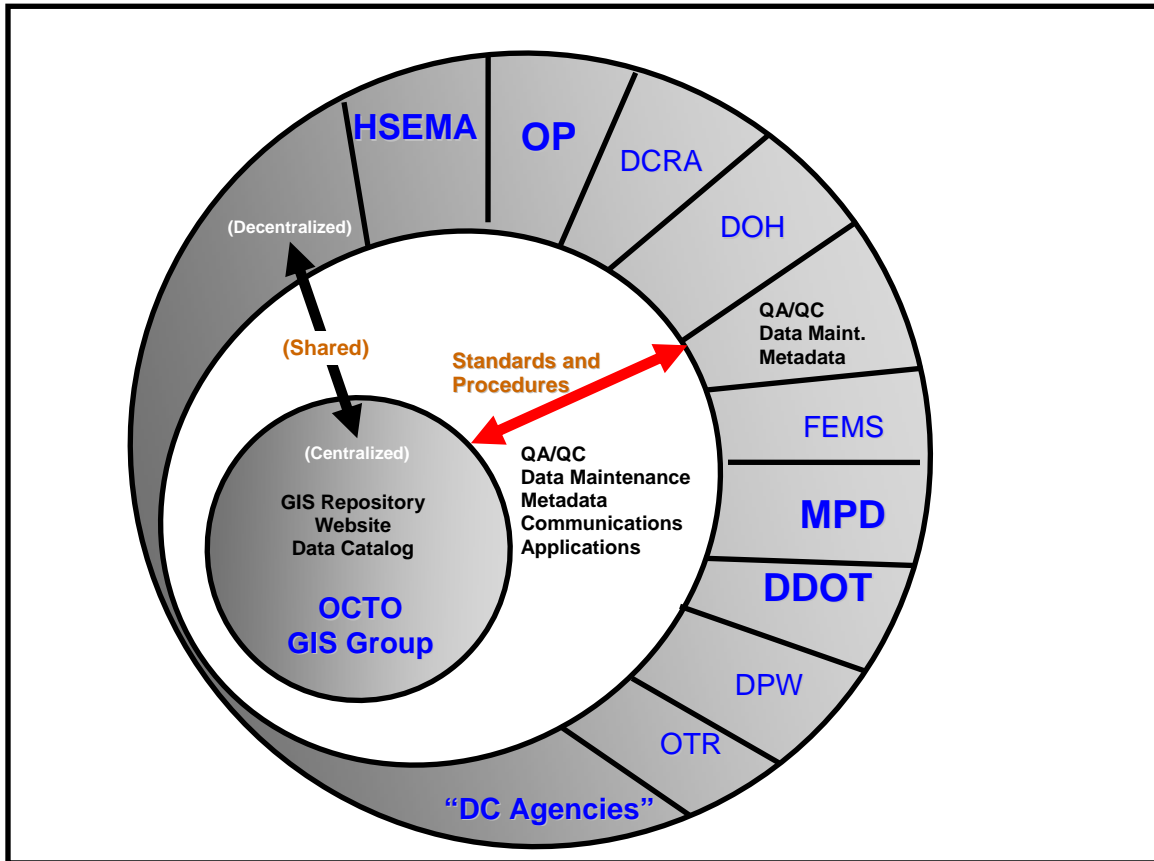 HSEMA
OP
DCRA
DOH
(Decentralized)
QA/QC
Data Maint.
Metadata
(Shared)
Standards and
Procedures
FEMS
(Centralized)
QA/QC
Data Maintenance
Metadata
Communications
Applications
GIS Repository
Website
Data Catalog
MPD
DDOT
OCTO
GIS Group
DPW
OTR
“DC Agencies”